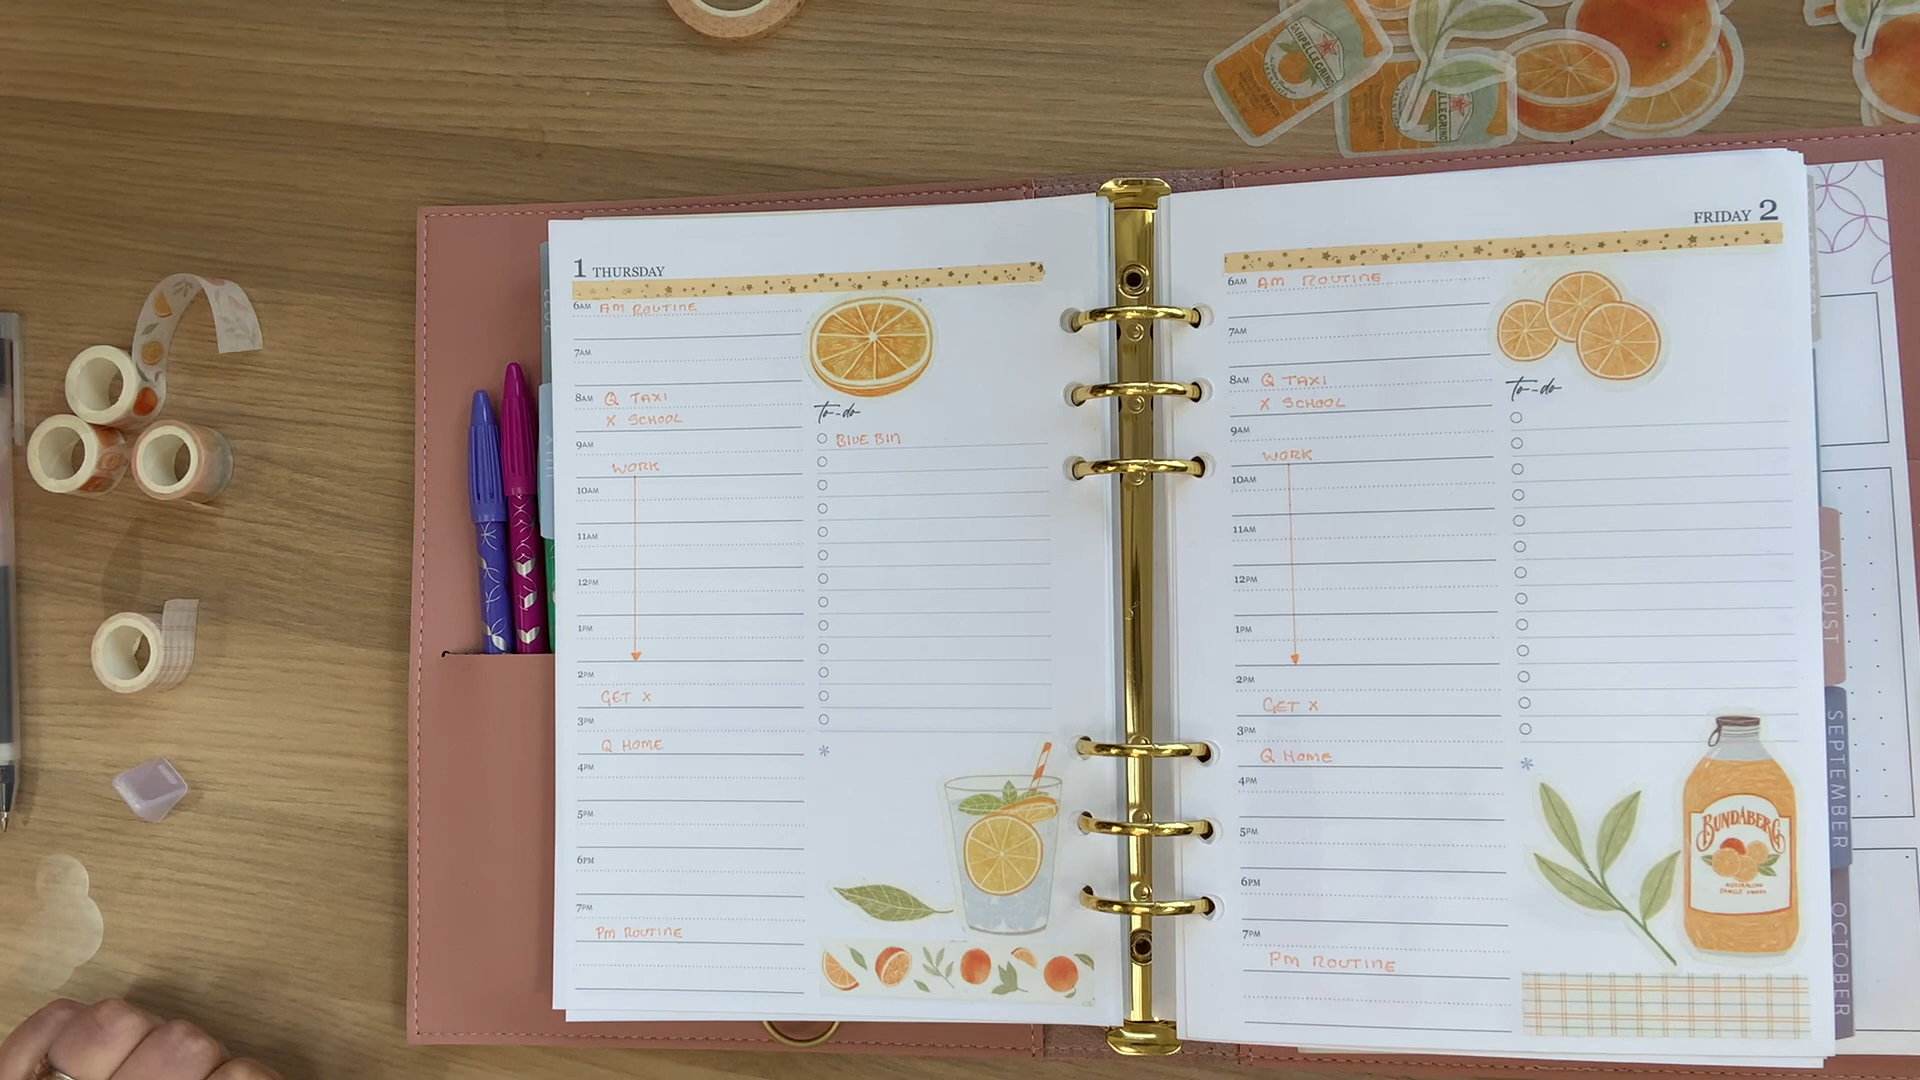 SANPELLEGRINO
1 THURSDAY
6AM AM ROUTINE
7AM
8AM Q TAXI
X SCHOOL
9AM
WORK
10AM
11AM
12PM
1PM
2PM
GET X
3PM
Q HOME
4PM
5PM
6PM
7PM
PM ROUTINE
To-do
BLUE BIN
*
FRIDAY 2
6AM AM ROUTINE
7AM
8AM Q TAXI
X SCHOOL
9AM
WORK
10AM
11AM
12PM
1PM
2PM
GET X
3PM
Q HOME
4PM
5PM
6PM
7PM
PM ROUTINE
To-do
*
BUNDABERG
AUGUST
SEPTEMBER
OCTOBER